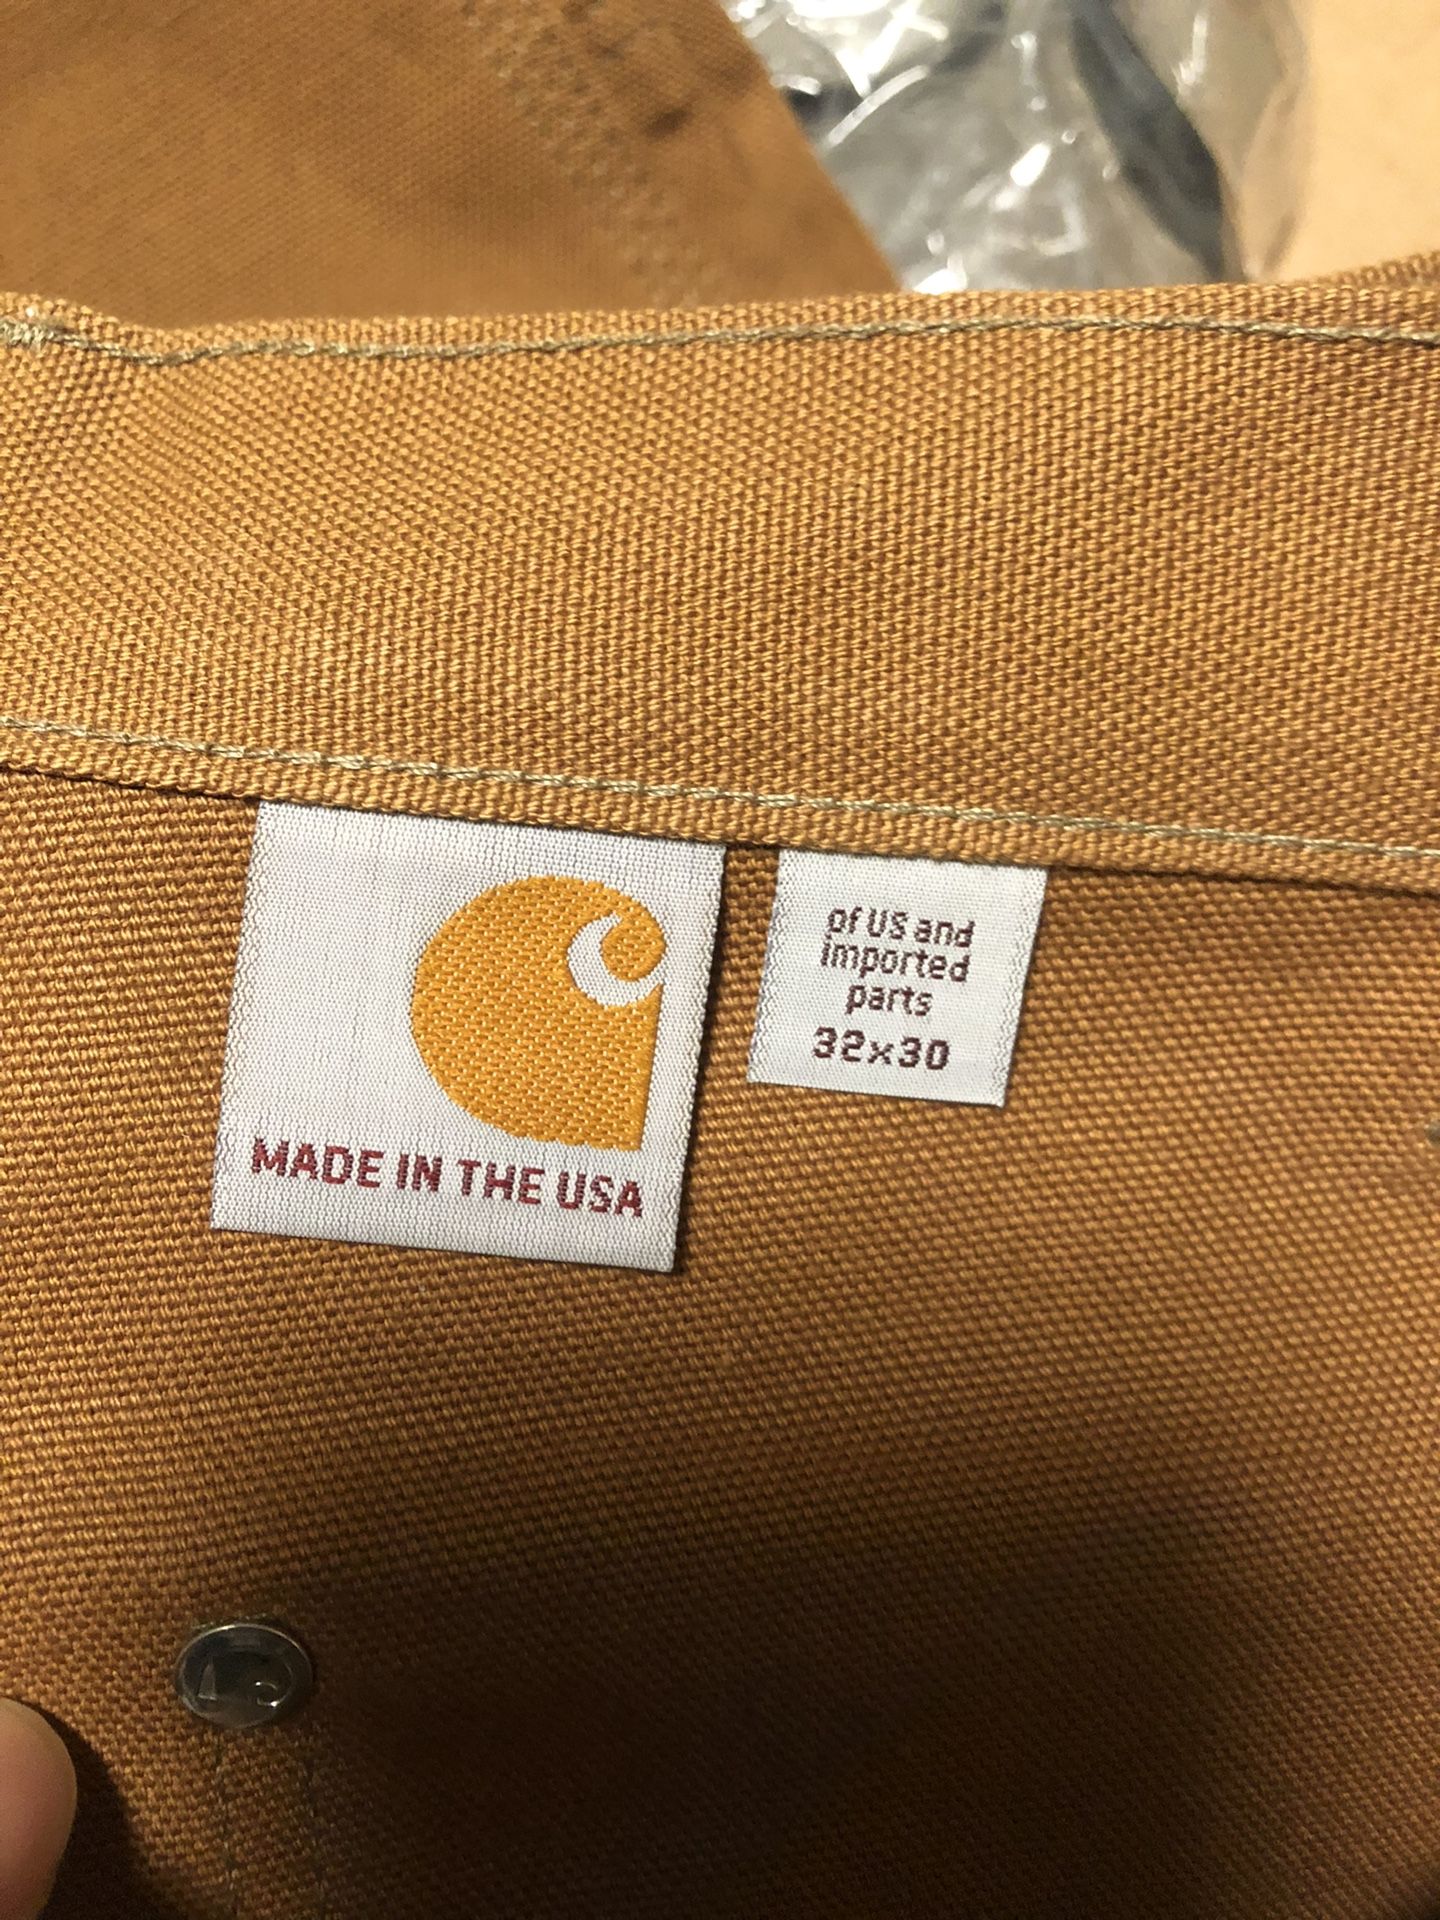 MADE IN THE USA
of US and
imported
parts
32x30